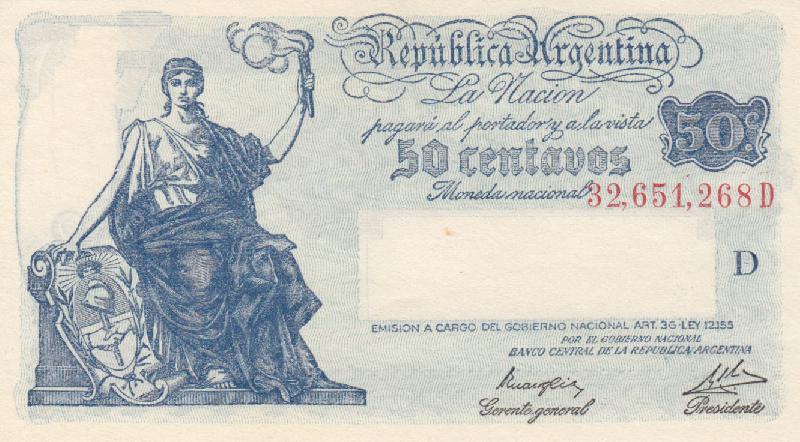 República Argentina
La Nacion
pagará al portador y a la vista
50 centavos
50 c.
Moneda nacional
32,651,268 D
D
EMISION A CARGO DEL GOBIERNO NACIONAL ART. 36-LEY 12155
POR EL GOBIERNO NACIONAL
BANCO CENTRAL DE LA REPUBLICA ARGENTINA
Gerente general
Presidente